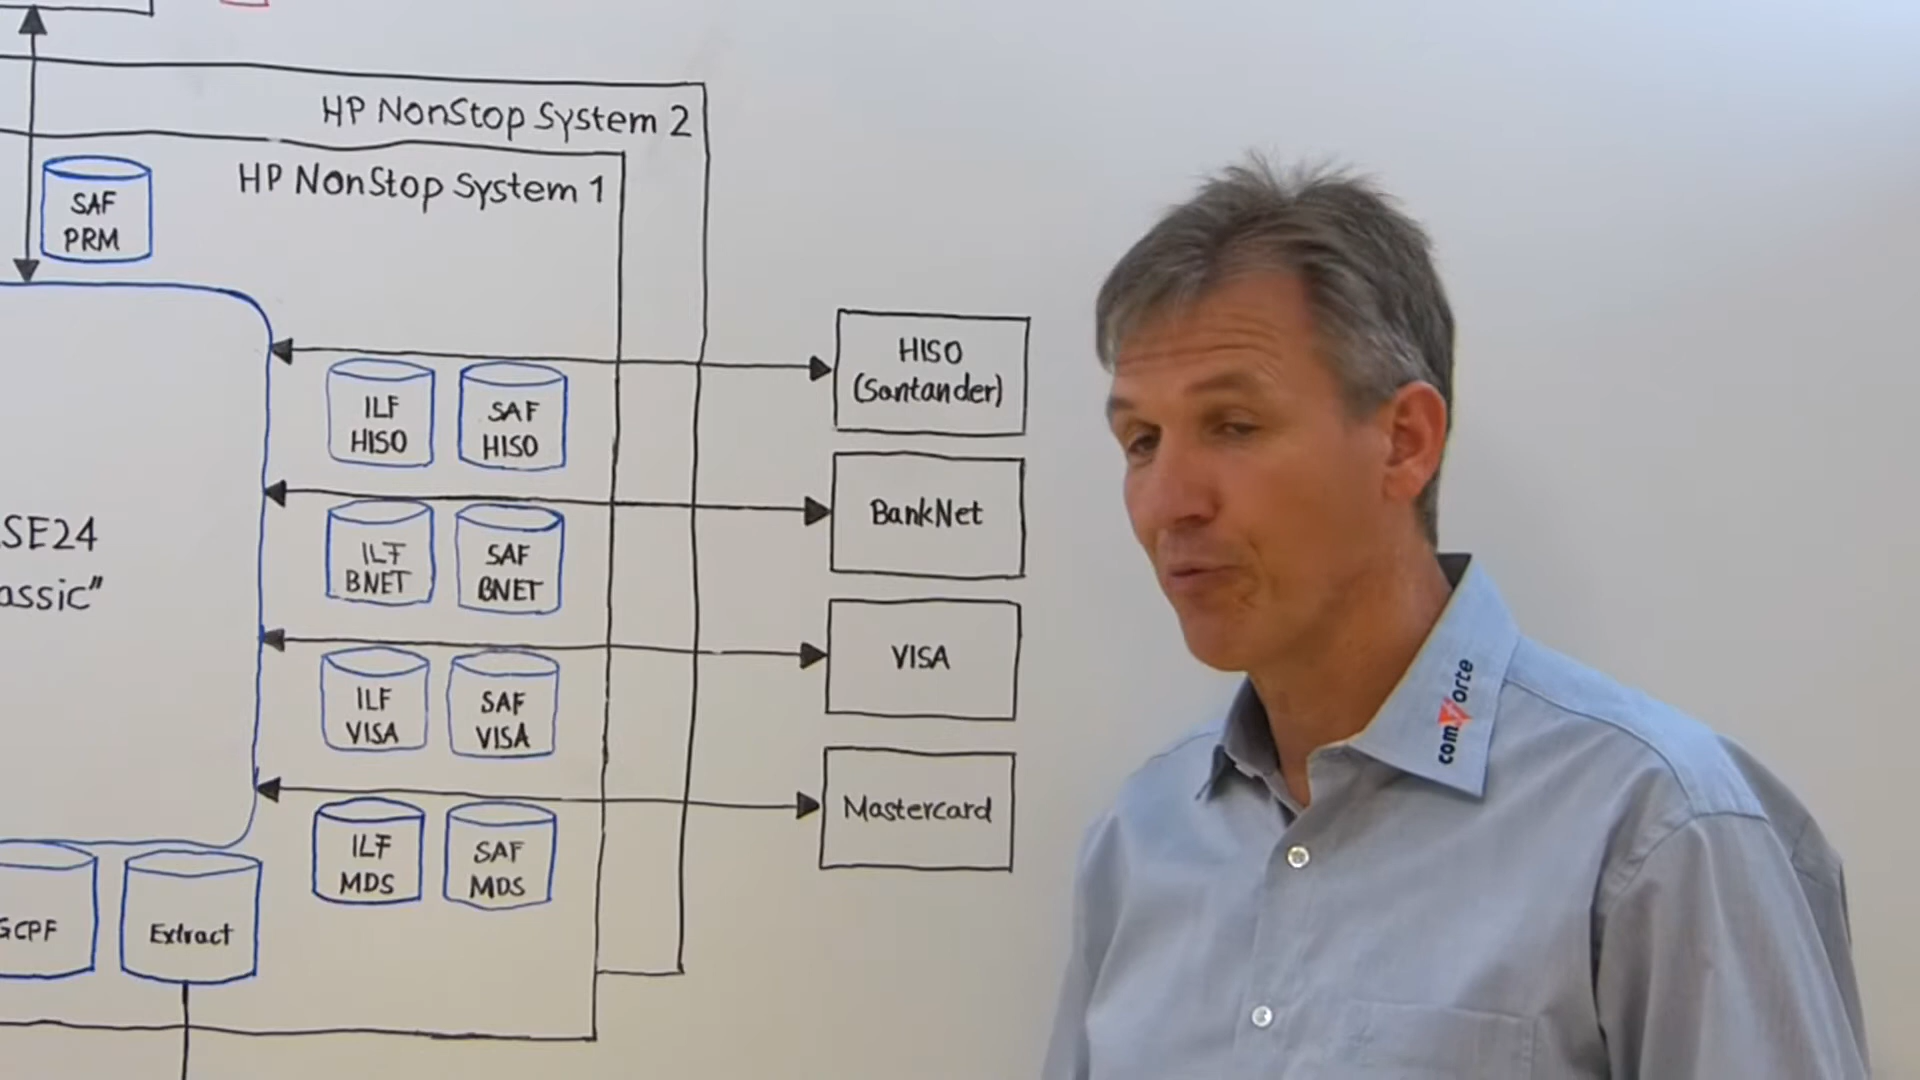 HP NonStop System 2
HP NonStop System 1
SAF
PRM
HISO
(Santander)
ILF
HISO
SAF
HISO
BankNet
SE24
assic"
ILF
BNET
SAF
BNET
VISA
ILF
VISA
SAF
VISA
Mastercard
ILF
MDS
SAF
MDS
GCPF
Extract
comforte